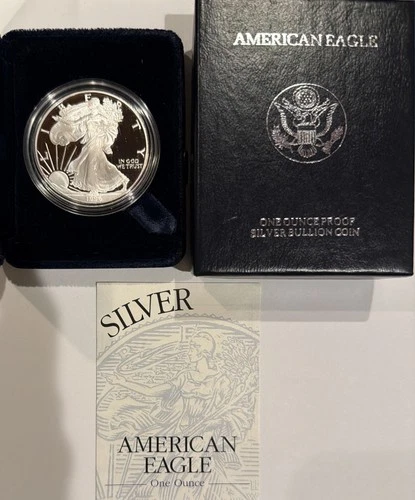 LIBERTY
IN GOD
WE TRUST
AMERICAN EAGLE
ONE OUNCE PROOF
SILVER BULLION COIN
SILVER
AMERICAN
EAGLE
One Ounce